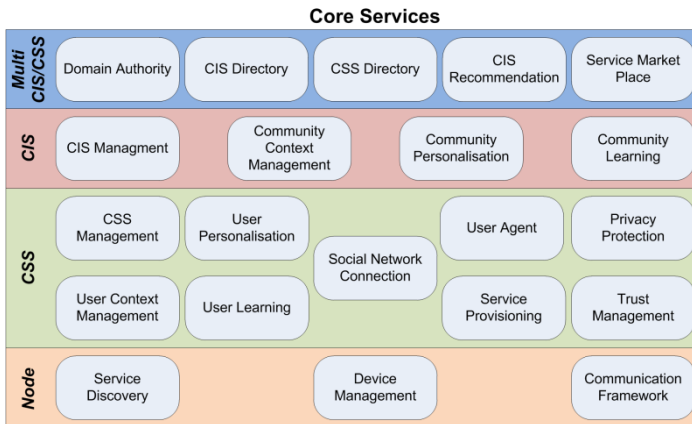 Core Services
Multi
CIS/CSS
Domain Authority
CIS Directory
CSS Directory
CIS
Recommendation
Service Market
Place
CIS
CIS Managment
Community
Context
Management
Community
Personalisation
Community
Learning
CSS
CSS
Management
User
Personalisation
Social Network
Connection
User Agent
Privacy
Protection
User Context
Management
User Learning
Service
Provisioning
Trust
Management
Node
Service
Discovery
Device
Management
Communication
Framework